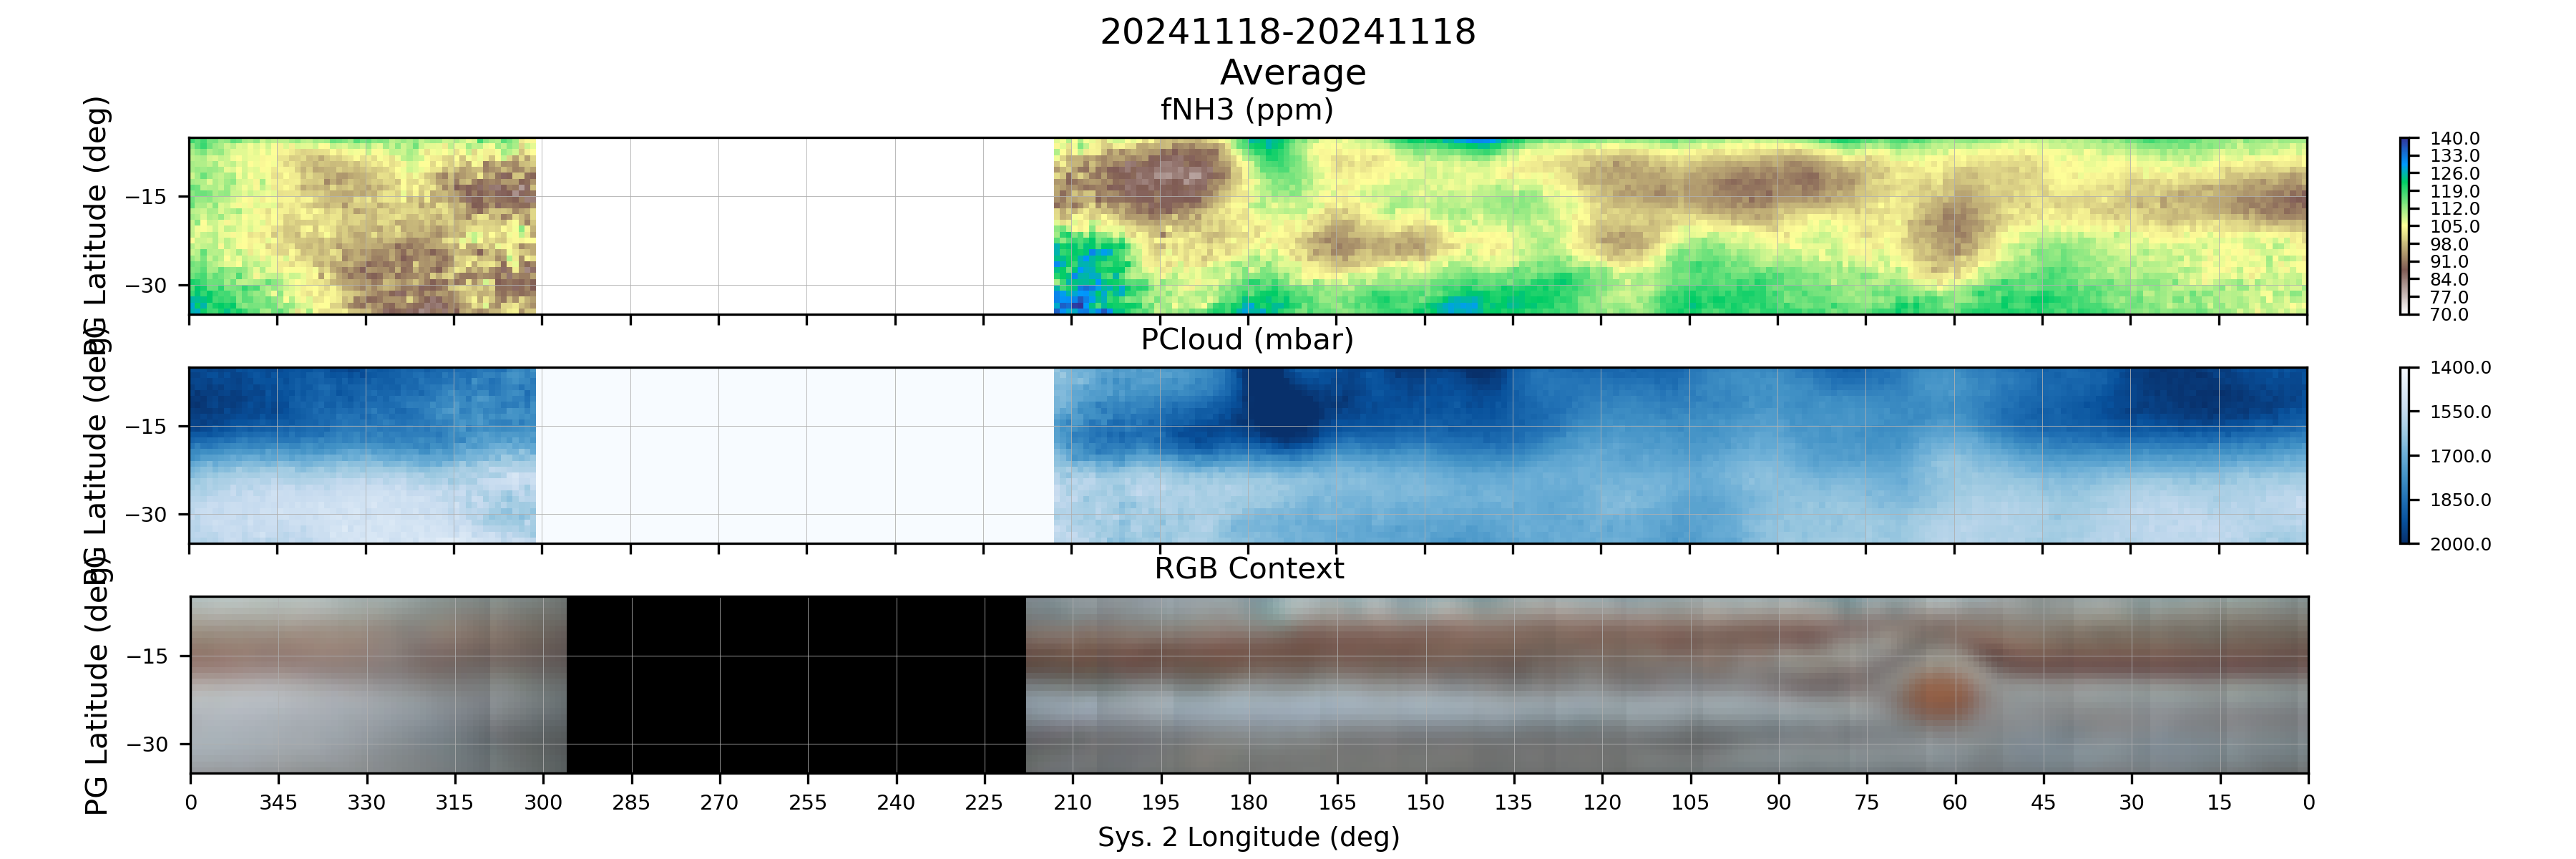 20241118-20241118
Average
fNH3 (ppm)
PG Latitude (deg)
−15
−30
140.0
133.0
126.0
119.0
112.0
105.0
98.0
91.0
84.0
77.0
70.0
PCloud (mbar)
PG Latitude (deg)
−15
−30
1400.0
1550.0
1700.0
1850.0
2000.0
RGB Context
PG Latitude (deg)
−15
−30
0 345 330 315 300 285 270 255 240 225 210 195 180 165 150 135 120 105 90 75 60 45 30 15 0
Sys. 2 Longitude (deg)